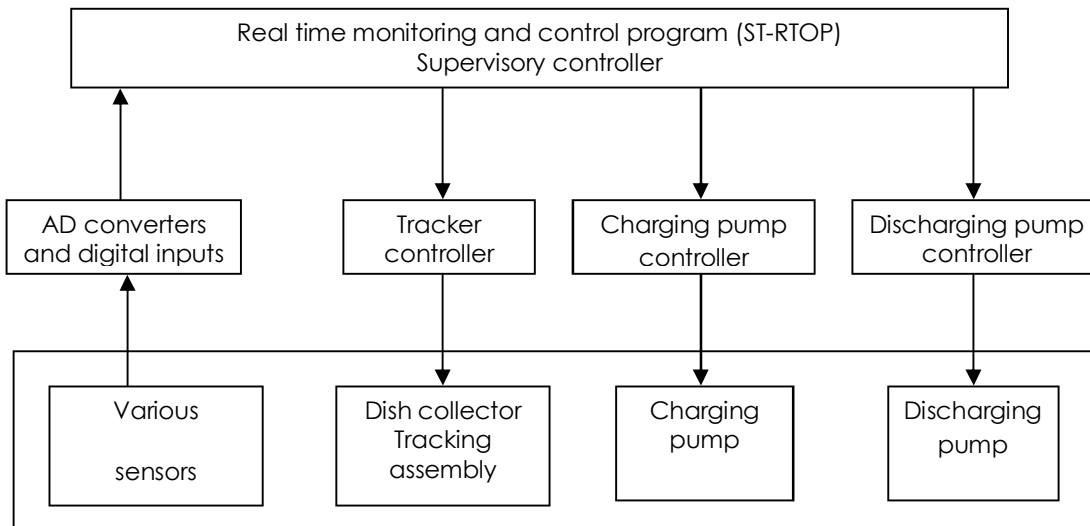 Real time monitoring and control program (ST-RTOP)
Supervisory controller
AD converters
and digital inputs
Tracker
controller
Charging pump
controller
Discharging pump
controller
Various
sensors
Dish collector
Tracking
assembly
Charging
pump
Discharging
pump